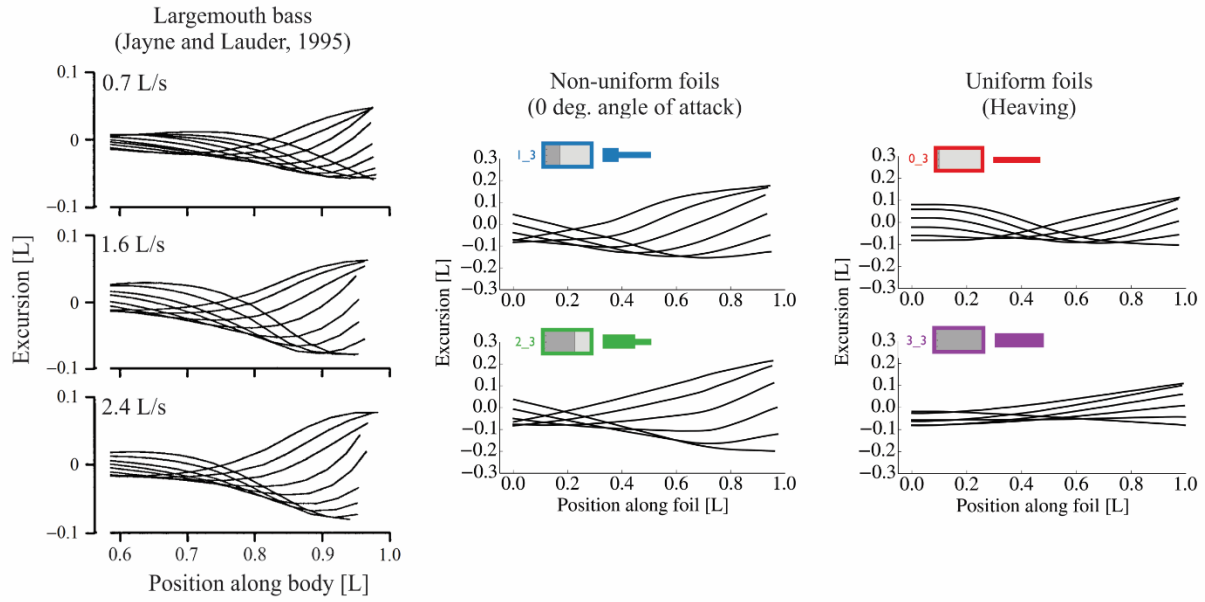 Largemouth bass
(Jayne and Lauder, 1995)
0.1
0.7 L/s
0
−0.1
0.1
1.6 L/s
0
−0.1
0.1
2.4 L/s
0
−0.1
0.6 0.7 0.8 0.9 1.0
Position along body [L]
Excursion [L]
Non-uniform foils
(0 deg. angle of attack)
1_3
0.3
0.2
0.1
0.0
−0.1
−0.2
−0.3
0.0 0.2 0.4 0.6 0.8 1.0
2_3
0.3
0.2
0.1
0.0
−0.1
−0.2
−0.3
0.0 0.2 0.4 0.6 0.8 1.0
Position along foil [L]
Excursion [L]
Uniform foils
(Heaving)
0_3
0.3
0.2
0.1
0.0
−0.1
−0.2
−0.3
0.0 0.2 0.4 0.6 0.8 1.0
3_3
0.3
0.2
0.1
0.0
−0.1
−0.2
−0.3
0.0 0.2 0.4 0.6 0.8 1.0
Position along foil [L]
Excursion [L]